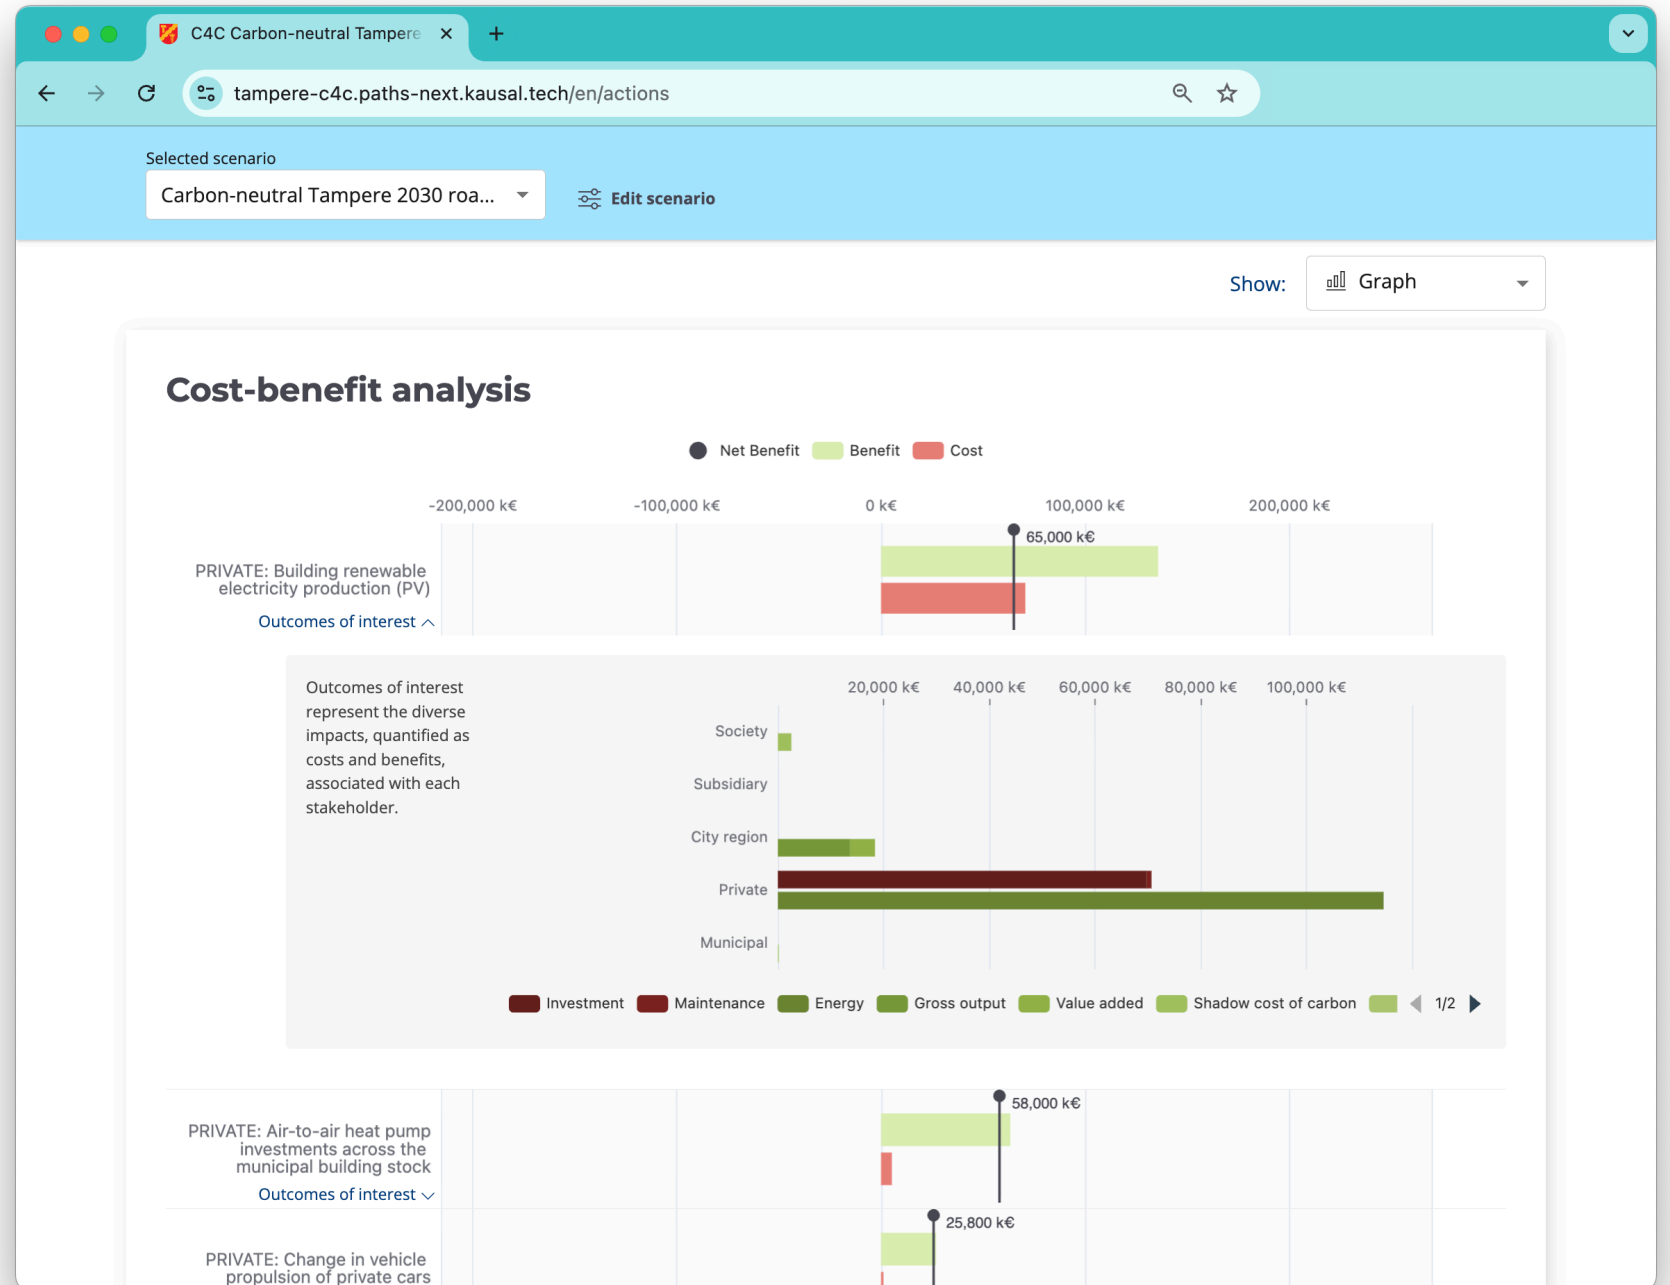 C4C Carbon-neutral Tampere
tampere-c4c.paths-next.kausal.tech/en/actions
Selected scenario
Carbon-neutral Tampere 2030 roa...
Edit scenario
Show:
Graph
Cost-benefit analysis
Net Benefit Benefit Cost
-200,000 k€ -100,000 k€ 0 k€ 100,000 k€ 200,000 k€
65,000 k€
PRIVATE: Building renewable
electricity production (PV)
Outcomes of interest
Outcomes of interest
represent the diverse
impacts, quantified as
costs and benefits,
associated with each
stakeholder.
20,000 k€ 40,000 k€ 60,000 k€ 80,000 k€ 100,000 k€
Society
Subsidiary
City region
Private
Municipal
Investment Maintenance Energy Gross output Value added Shadow cost of carbon 1/2
58,000 k€
PRIVATE: Air-to-air heat pump
investments across the
municipal building stock
Outcomes of interest
25,800 k€
PRIVATE: Change in vehicle
propulsion of private cars